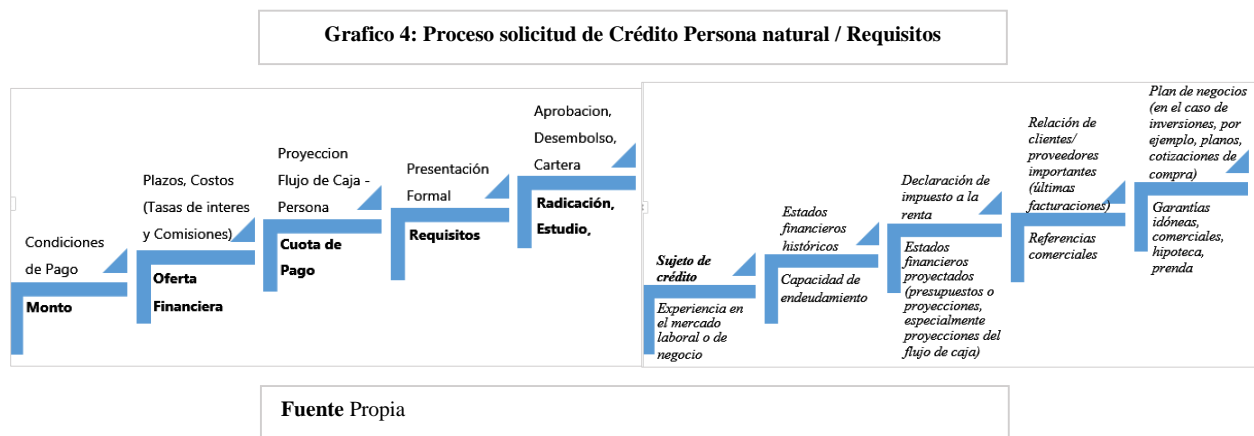 Grafico 4: Proceso solicitud de Crédito Persona natural / Requisitos
Condiciones
de Pago
Monto
Plazos, Costos
(Tasas de interes
y Comisiones)
Oferta
Financiera
Proyeccion
Flujo de Caja -
Persona
Cuota de
Pago
Presentación
Formal
Requisitos
Aprobacion,
Desembolso,
Cartera
Radicación,
Estudio,
Sujeto de
crédito
Experiencia en
el mercado
laboral o de
negocio
Estados
financieros
históricos
Capacidad de
endeudamiento
Declaración de
impuesto a la
renta
Estados
financieros
proyectados
(presupuestos o
proyecciones,
especialmente
proyecciones del
flujo de caja)
Relación de
clientes/
proveedores
importantes
(últimas
facturaciones)
Referencias
comerciales
Plan de negocios
(en el caso de
inversiones, por
ejemplo, planos,
cotizaciones de
compra)
Garantías
idóneas,
comerciales,
hipoteca,
prenda
Fuente Propia